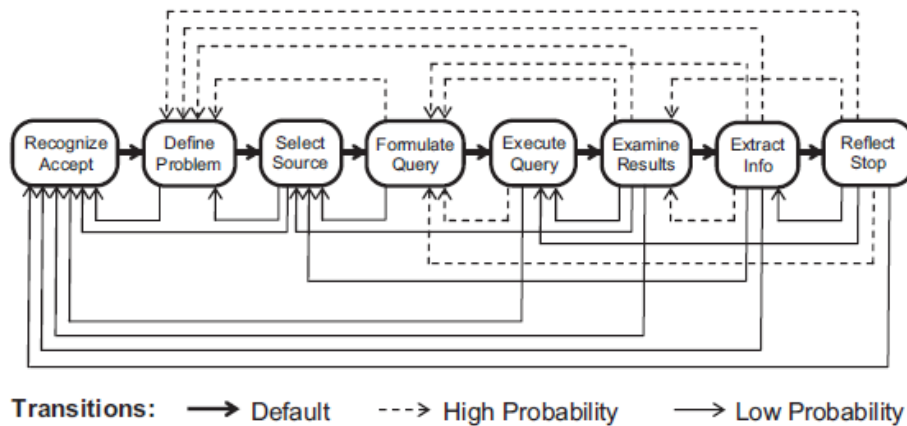 Recognize
Accept
Define
Problem
Select
Source
Formulate
Query
Execute
Query
Examine
Results
Extract
Info
Reflect
Stop
Transitions: Default High Probability Low Probability